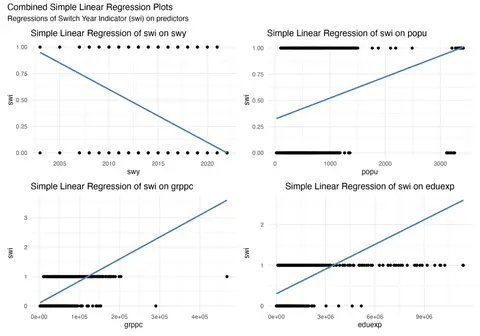 Combined Simple Linear Regression Plots
Regressions of Switch Year Indicator (swi) on predictors
Simple Linear Regression of swi on swy
1.00
0.75
0.50
0.25
0.00
swi
2005
2010
2015
2020
swy
Simple Linear Regression of swi on popu
1.00
0.75
0.50
0.25
0.00
swi
0
1000
2000
3000
popu
Simple Linear Regression of swi on grppc
3
2
1
0
swi
0e+00
1e+05
2e+05
3e+05
4e+05
grppc
Simple Linear Regression of swi on eduexp
2
1
0
swi
0e+00
3e+06
6e+06
9e+06
eduexp